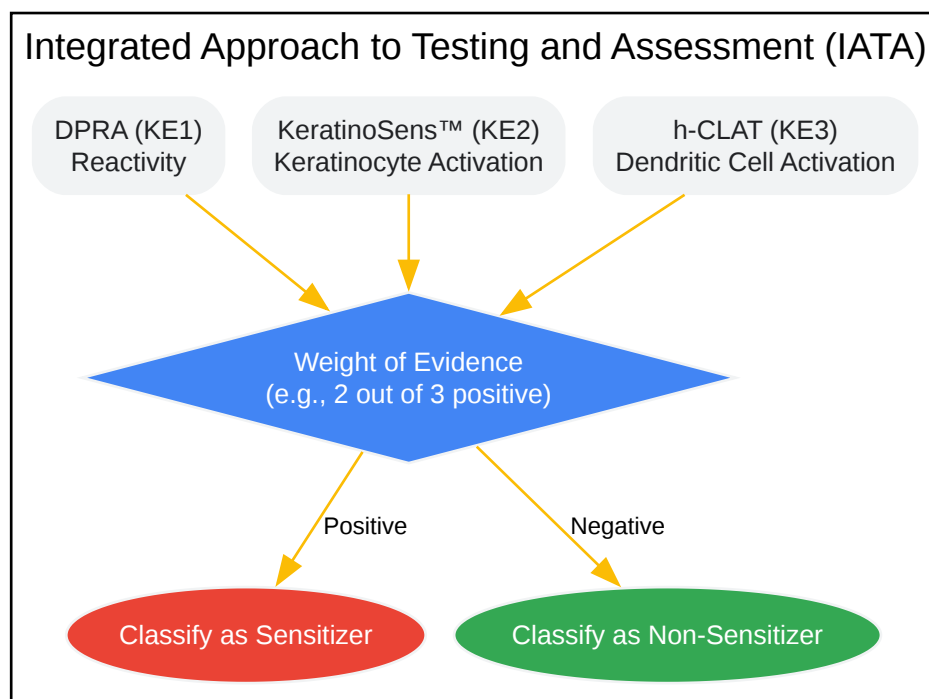 Integrated Approach to Testing and Assessment (IATA)
DPRA (KE1)
Reactivity
KeratinoSens™ (KE2)
Keratinocyte Activation
h-CLAT (KE3)
Dendritic Cell Activation
Weight of Evidence
(e.g., 2 out of 3 positive)
Positive
Negative
Classify as Sensitizer
Classify as Non-Sensitizer